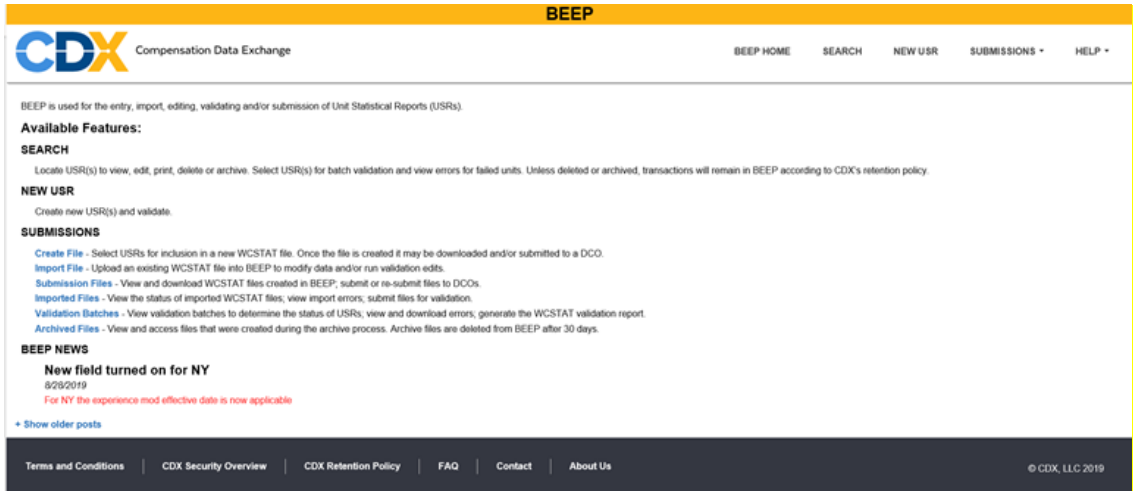 BEEP
CDX Compensation Data Exchange
BEEP HOME SEARCH NEW USR SUBMISSIONS HELP
BEEP is used for the entry, import, editing, validating and/or submission of Unit Statistical Reports (USRs).
Available Features:
SEARCH
Locate USR(s) to view, edit, print, delete or archive. Select USR(s) for batch validation and view errors for failed units. Unless deleted or archived, transactions will remain in BEEP according to CDX's retention policy.
NEW USR
Create new USR(s) and validate.
SUBMISSIONS
Create File - Select USRs for inclusion in a new WCSTAT file. Once the file is created it may be downloaded and/or submitted to a DCO.
Import File - Upload an existing WCSTAT file into BEEP to modify data and/or run validation edits.
Submission Files - View and download WCSTAT files created in BEEP; submit or re-submit files to DCOs.
Imported Files - View the status of imported WCSTAT files; view import errors; submit files for validation.
Validation Batches - View validation batches to determine the status of USRs; view and download errors; generate the WCSTAT validation report.
Archived Files - View and access files that were created during the archive process. Archive files are deleted from BEEP after 30 days.
BEEP NEWS
New field turned on for NY
8/28/2019
For NY the experience mod effective date is now applicable
+ Show older posts
Terms and Conditions | CDX Security Overview | CDX Retention Policy | FAQ | Contact | About Us
© CDX, LLC 2019